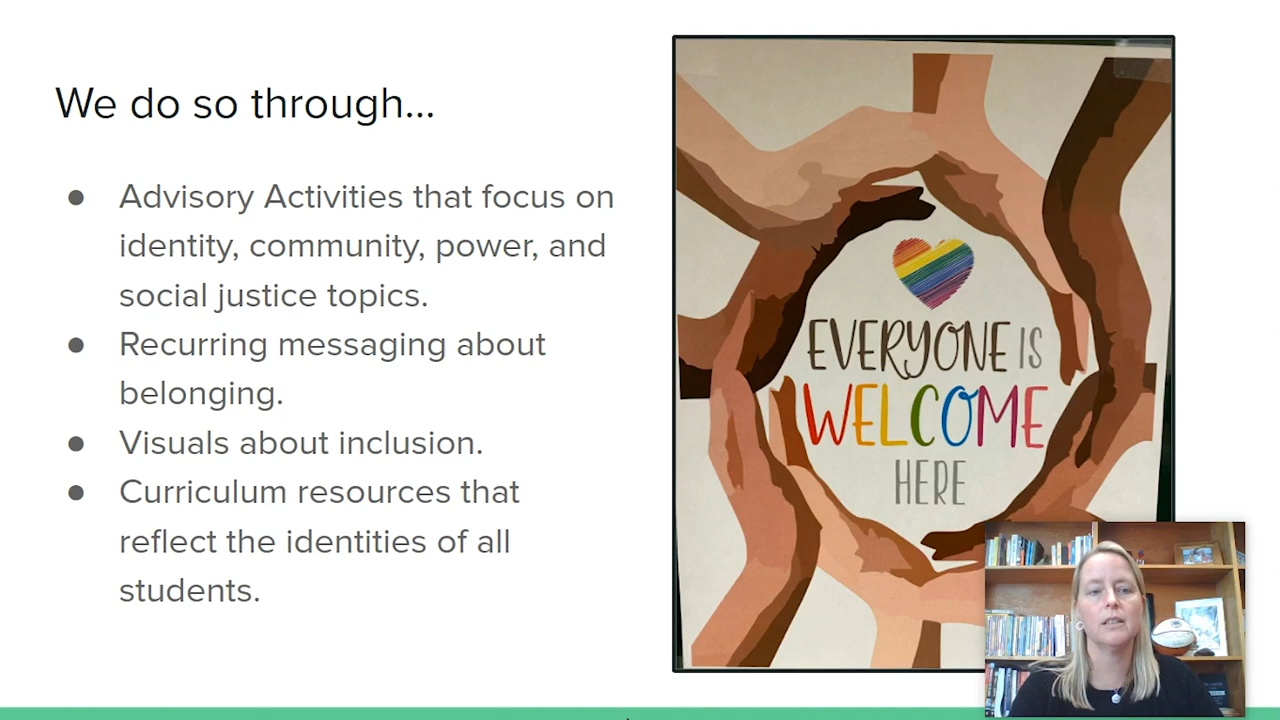 We do so through...
● Advisory Activities that focus on
identity, community, power, and
social justice topics.
● Recurring messaging about
belonging.
● Visuals about inclusion.
● Curriculum resources that
reflect the identities of all
students.
EVERYONE IS
WELCOME
HERE